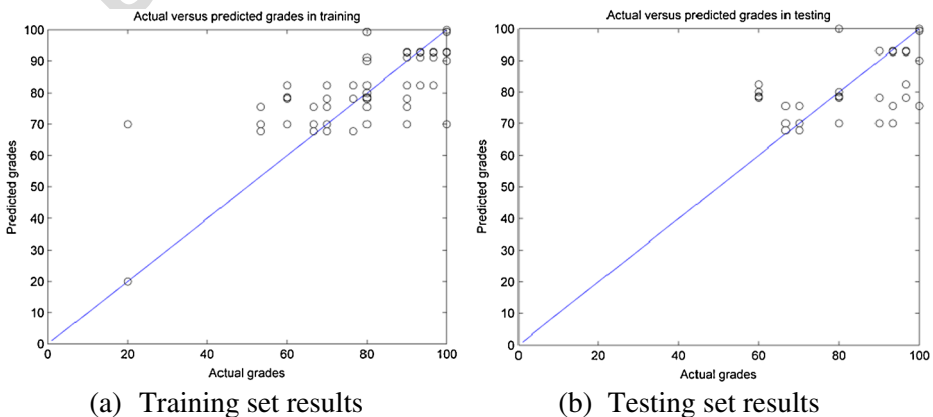 Actual versus predicted grades in training
100
90
80
70
60
50
40
30
20
10
0
0 20 40 60 80 100
Predicted grades
Actual grades
(a) Training set results
Actual versus predicted grades in testing
100
90
80
70
60
50
40
30
20
10
0
0 20 40 60 80 100
Predicted grades
Actual grades
(b) Testing set results